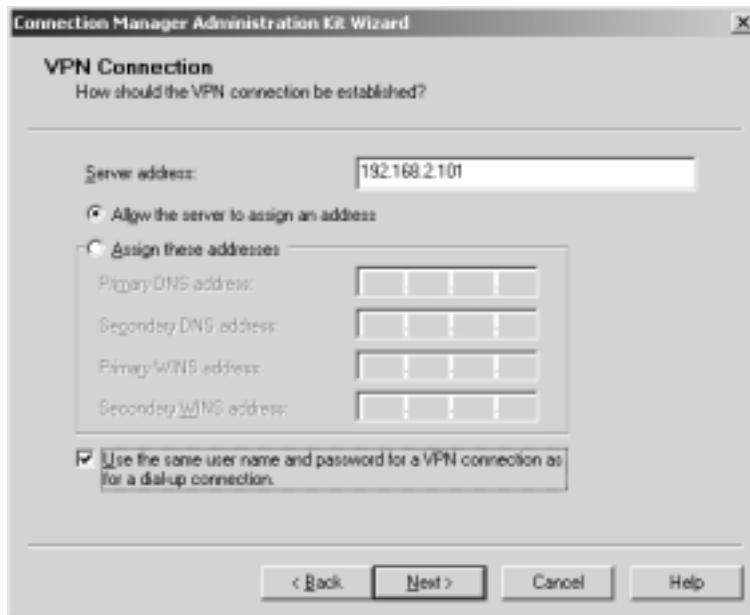 Connection Manager Administration Kit Wizard
VPN Connection
How should the VPN connection be established?
Server address:
192.168.2.101
Allow the server to assign an address
Assign these addresses
Primary DNS address:
Secondary DNS address:
Primary WINS address:
Secondary WINS address:
Use the same user name and password for a VPN connection as
for a dial-up connection.
< Back
Next >
Cancel
Help